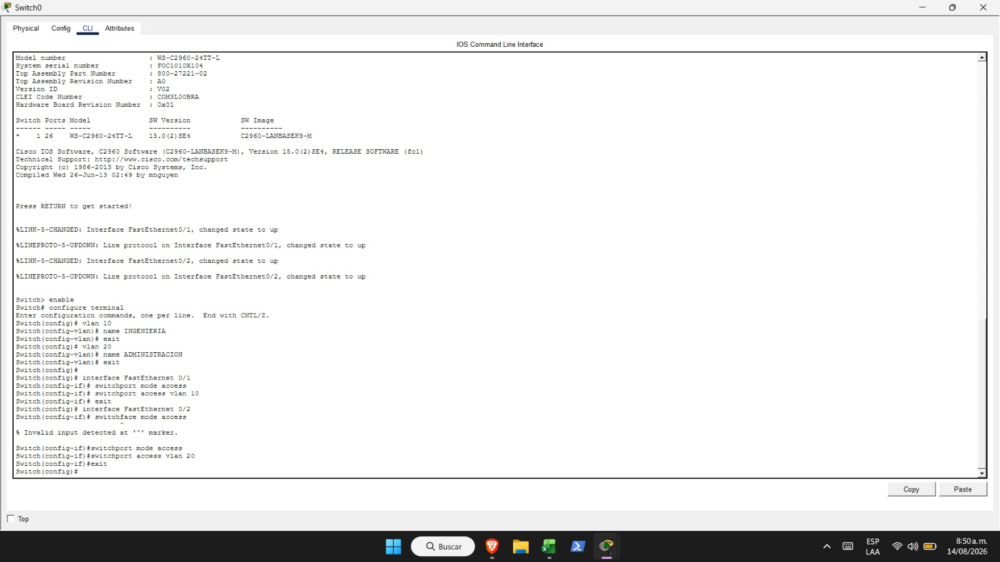 Switch0
Physical Config CLI Attributes
IOS Command Line Interface
Model number : WS-C2960-24TT-L
System serial number : FOC1010X104
Top Assembly Part Number : 800-27221-02
Top Assembly Revision Number : A0
Version ID : V02
CLEI Code Number : COM3L00BRA
Hardware Board Revision Number : 0x01
Switch Ports Model SW Version SW Image
------ ----- ----- ---------- ----------
* 1 26 WS-C2960-24TT-L 15.0(2)SE4 C2960-LANBASEK9-M
Cisco IOS Software, C2960 Software (C2960-LANBASEK9-M), Version 15.0(2)SE4, RELEASE SOFTWARE (fc1)
Technical Support: http://www.cisco.com/techsupport
Copyright (c) 1986-2013 by Cisco Systems, Inc.
Compiled Wed 26-Jun-13 02:49 by mnguyen
Press RETURN to get started!
%LINK-5-CHANGED: Interface FastEthernet0/1, changed state to up
%LINEPROTO-5-UPDOWN: Line protocol on Interface FastEthernet0/1, changed state to up
%LINK-5-CHANGED: Interface FastEthernet0/2, changed state to up
%LINEPROTO-5-UPDOWN: Line protocol on Interface FastEthernet0/2, changed state to up
Switch> enable
Switch# configure terminal
Enter configuration commands, one per line.  End with CNTL/Z.
Switch(config)# vlan 10
Switch(config-vlan)# name INGENIERIA
Switch(config-vlan)# exit
Switch(config)# vlan 20
Switch(config-vlan)# name ADMINISTRACION
Switch(config-vlan)# exit
Switch(config)#
Switch(config)# interface FastEthernet 0/1
Switch(config-if)# switchport mode access
Switch(config-if)# switchport access vlan 10
Switch(config-if)# exit
Switch(config)# interface FastEthernet 0/2
Switch(config-if)# switchface mode access
^
% Invalid input detected at '^' marker.
Switch(config-if)#switchport mode access
Switch(config-if)#switchport access vlan 20
Switch(config-if)#exit
Switch(config)#
Copy Paste
Top
Buscar
ESP
LAA
8:50 a. m.
14/08/2026